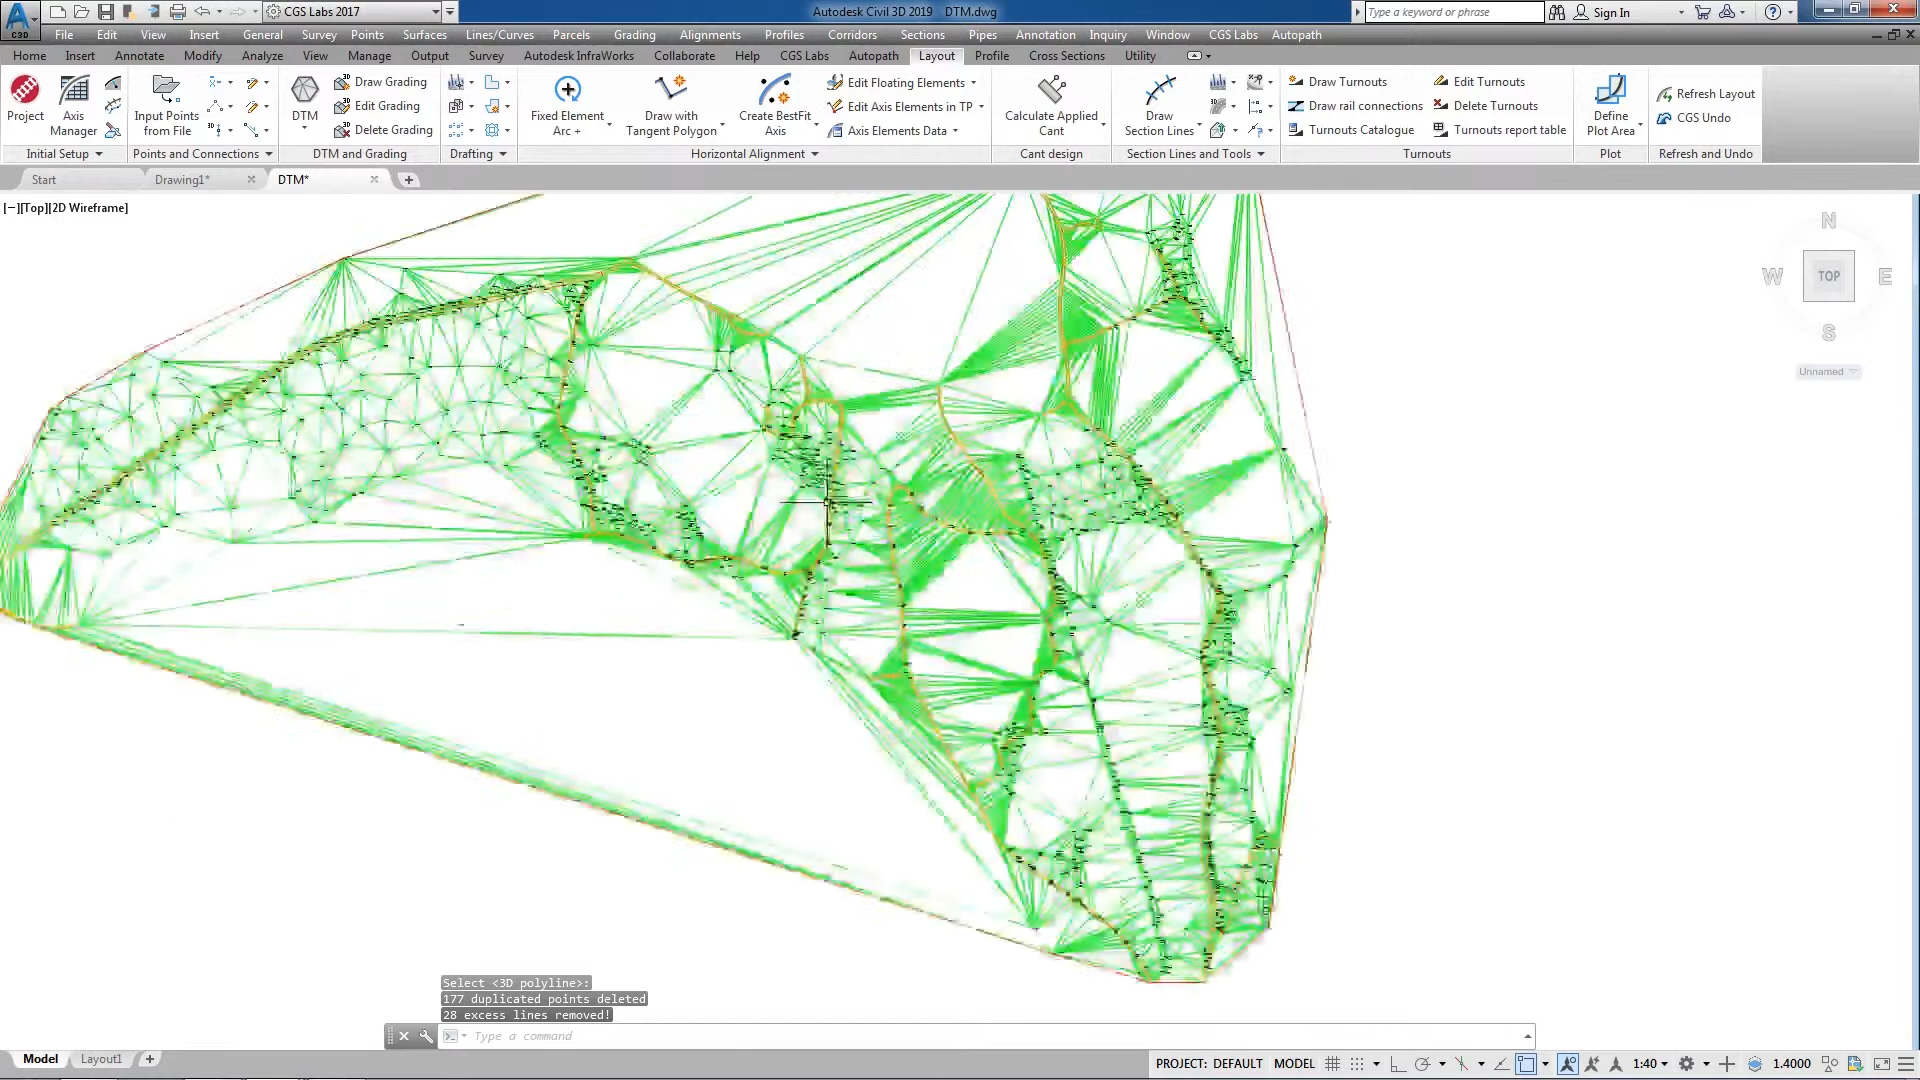 CGS Labs 2017
Autodesk Civil 3D 2019 DTM.dwg
Type a keyword or phrase
Sign In
C3D
File Edit View Insert General Survey Points Surfaces Lines/Curves Parcels Grading Alignments Profiles Corridors Sections Pipes Annotation Inquiry Window CGS Labs Autopath
Home Insert Annotate Modify Analyze View Manage Output Survey Autodesk InfraWorks Collaborate Help CGS Labs Autopath Layout Profile Cross Sections Utility
Project
Axis Manager
Input Points from File
DTM
Draw Grading
Edit Grading
Delete Grading
Fixed Element Arc +
Draw with Tangent Polygon
Create BestFit Axis
Edit Floating Elements
Edit Axis Elements in TP
Axis Elements Data
Calculate Applied Cant
Draw Section Lines
Draw Turnouts
Draw rail connections
Turnouts Catalogue
Edit Turnouts
Delete Turnouts
Turnouts report table
Define Plot Area
Refresh Layout
CGS Undo
Initial Setup Points and Connections DTM and Grading Drafting Horizontal Alignment Cant design Section Lines and Tools Turnouts Plot Refresh and Undo
Start Drawing1* DTM*
[−][Top][2D Wireframe]
N
W TOP E
S
Unnamed
Select <3D polyline>:
177 duplicated points deleted
28 excess lines removed!
Type a command
Model Layout1
PROJECT: DEFAULT MODEL 1:40 1.4000